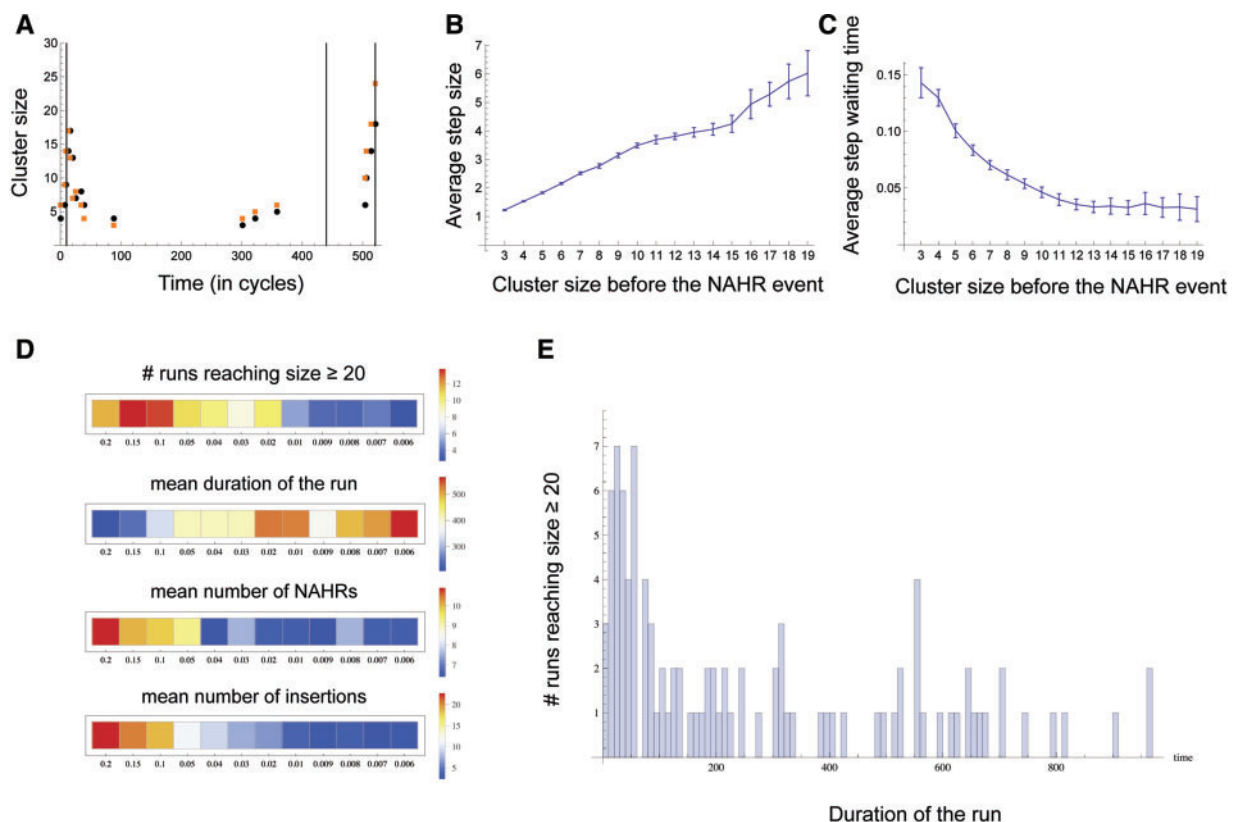 A
30
25
20
15
10
5
0 100 200 300 400 500
Cluster size
Time (in cycles)
B
7
6
5
4
3
2
1
3 4 5 6 7 8 9 10 11 12 13 14 15 16 17 18 19
Average step size
Cluster size before the NAHR event
C
0.15
0.10
0.05
3 4 5 6 7 8 9 10 11 12 13 14 15 16 17 18 19
Average step waiting time
Cluster size before the NAHR event
D
# runs reaching size ≥ 20
0.2 0.15 0.1 0.05 0.04 0.03 0.02 0.01 0.009 0.008 0.007 0.006
12
10
8
6
4
mean duration of the run
0.2 0.15 0.1 0.05 0.04 0.03 0.02 0.01 0.009 0.008 0.007 0.006
500
400
300
mean number of NAHRs
0.2 0.15 0.1 0.05 0.04 0.03 0.02 0.01 0.009 0.008 0.007 0.006
10
9
8
7
mean number of insertions
0.2 0.15 0.1 0.05 0.04 0.03 0.02 0.01 0.009 0.008 0.007 0.006
20
15
10
5
E
7
6
5
4
3
2
1
200 400 600 800
time
# runs reaching size ≥ 20
Duration of the run